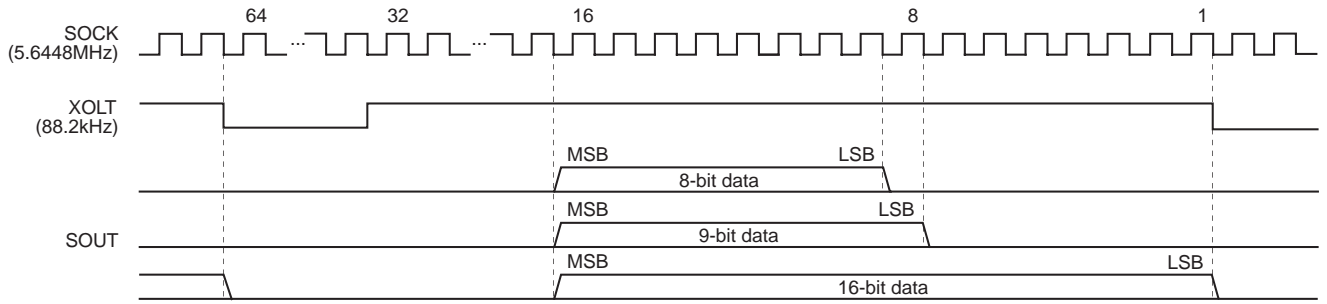 64 32 16 8 1
SOCK
(5.6448MHz)
... ...
XOLT
(88.2kHz)
MSB LSB
8-bit data
MSB LSB
9-bit data
SOUT
MSB LSB
16-bit data